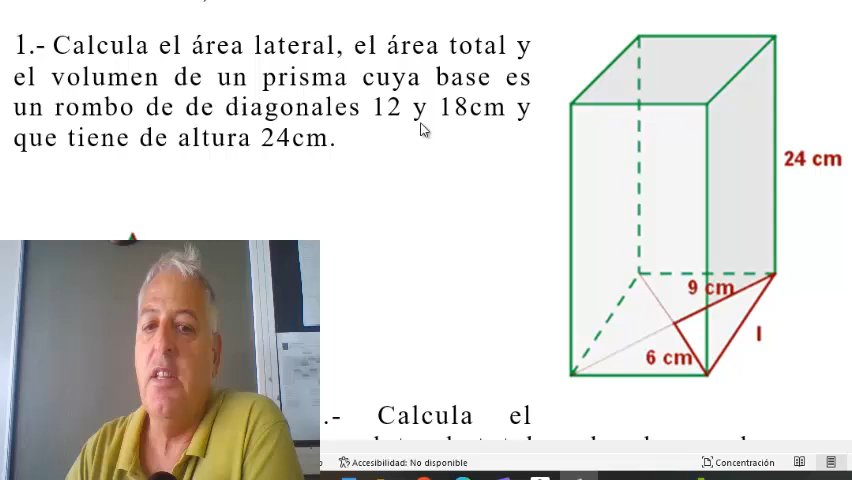 1.- Calcula el área lateral, el área total y
el volumen de un prisma cuya base es
un rombo de de diagonales 12 y 18cm y
que tiene de altura 24cm.
24 cm
9 cm
l
6 cm
.- Calcula el
Accesibilidad: No disponible
Concentración